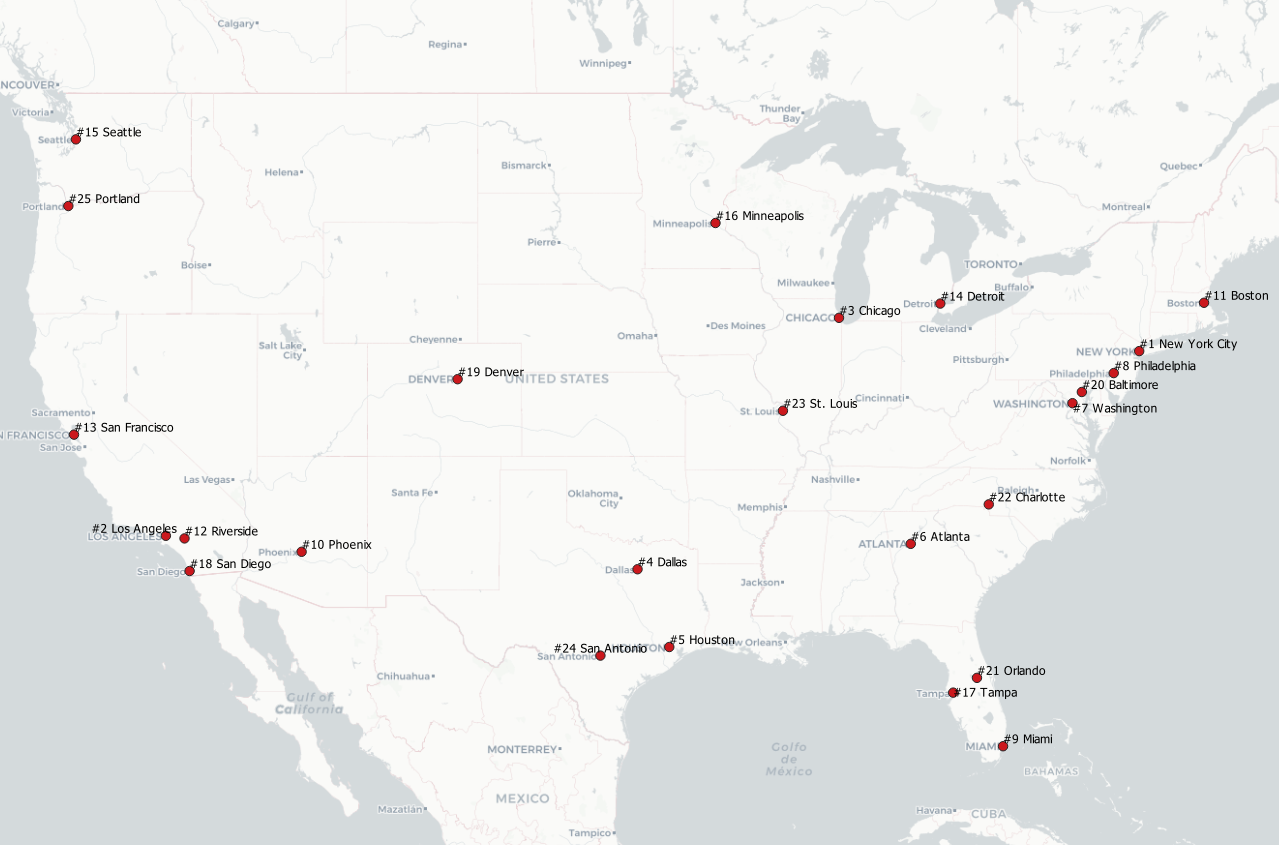 Calgary
Regina
Winnipeg
NCOUVER
Victoria
Thunder
Bay
#15 Seattle
Seattle
Quebec
Bismarck
Helena
#25 Portland
Portland
Montreal
#16 Minneapolis
Minneapolis
Pierre
Boise
TORONTO
Milwaukee
Buffalo
#14 Detroit
Detroit
#11 Boston
Boston
#3 Chicago
CHICAGO
Des Moines
Cleveland
Omaha
Cheyenne
Salt Lake
City
#1 New York City
NEW YORK
Pittsburgh
#8 Philadelphia
Philadelphia
#19 Denver
DENVER
UNITED STATES
#20 Baltimore
#23 St. Louis
St. Louis
Cincinnati
WASHINGTON
#7 Washington
Sacramento
#13 San Francisco
N FRANCISCO
San Jose
Norfolk
Las Vegas
Nashville
Santa Fe
Oklahoma
City
Raleigh
#22 Charlotte
Memphis
#2 Los Angeles
LOS ANGELES
#12 Riverside
#6 Atlanta
ATLANTA
#10 Phoenix
Phoenix
#18 San Diego
San Diego
#4 Dallas
Dallas
Jackson
#5 Houston
HOUSTON
New Orleans
#24 San Antonio
San Antonio
Chihuahua
#21 Orlando
#17 Tampa
Tampa
Gulf of
California
#9 Miami
MIAMI
MONTERREY
Golfo
de
México
BAHAMAS
MEXICO
Mazatlán
Havana
CUBA
Tampico